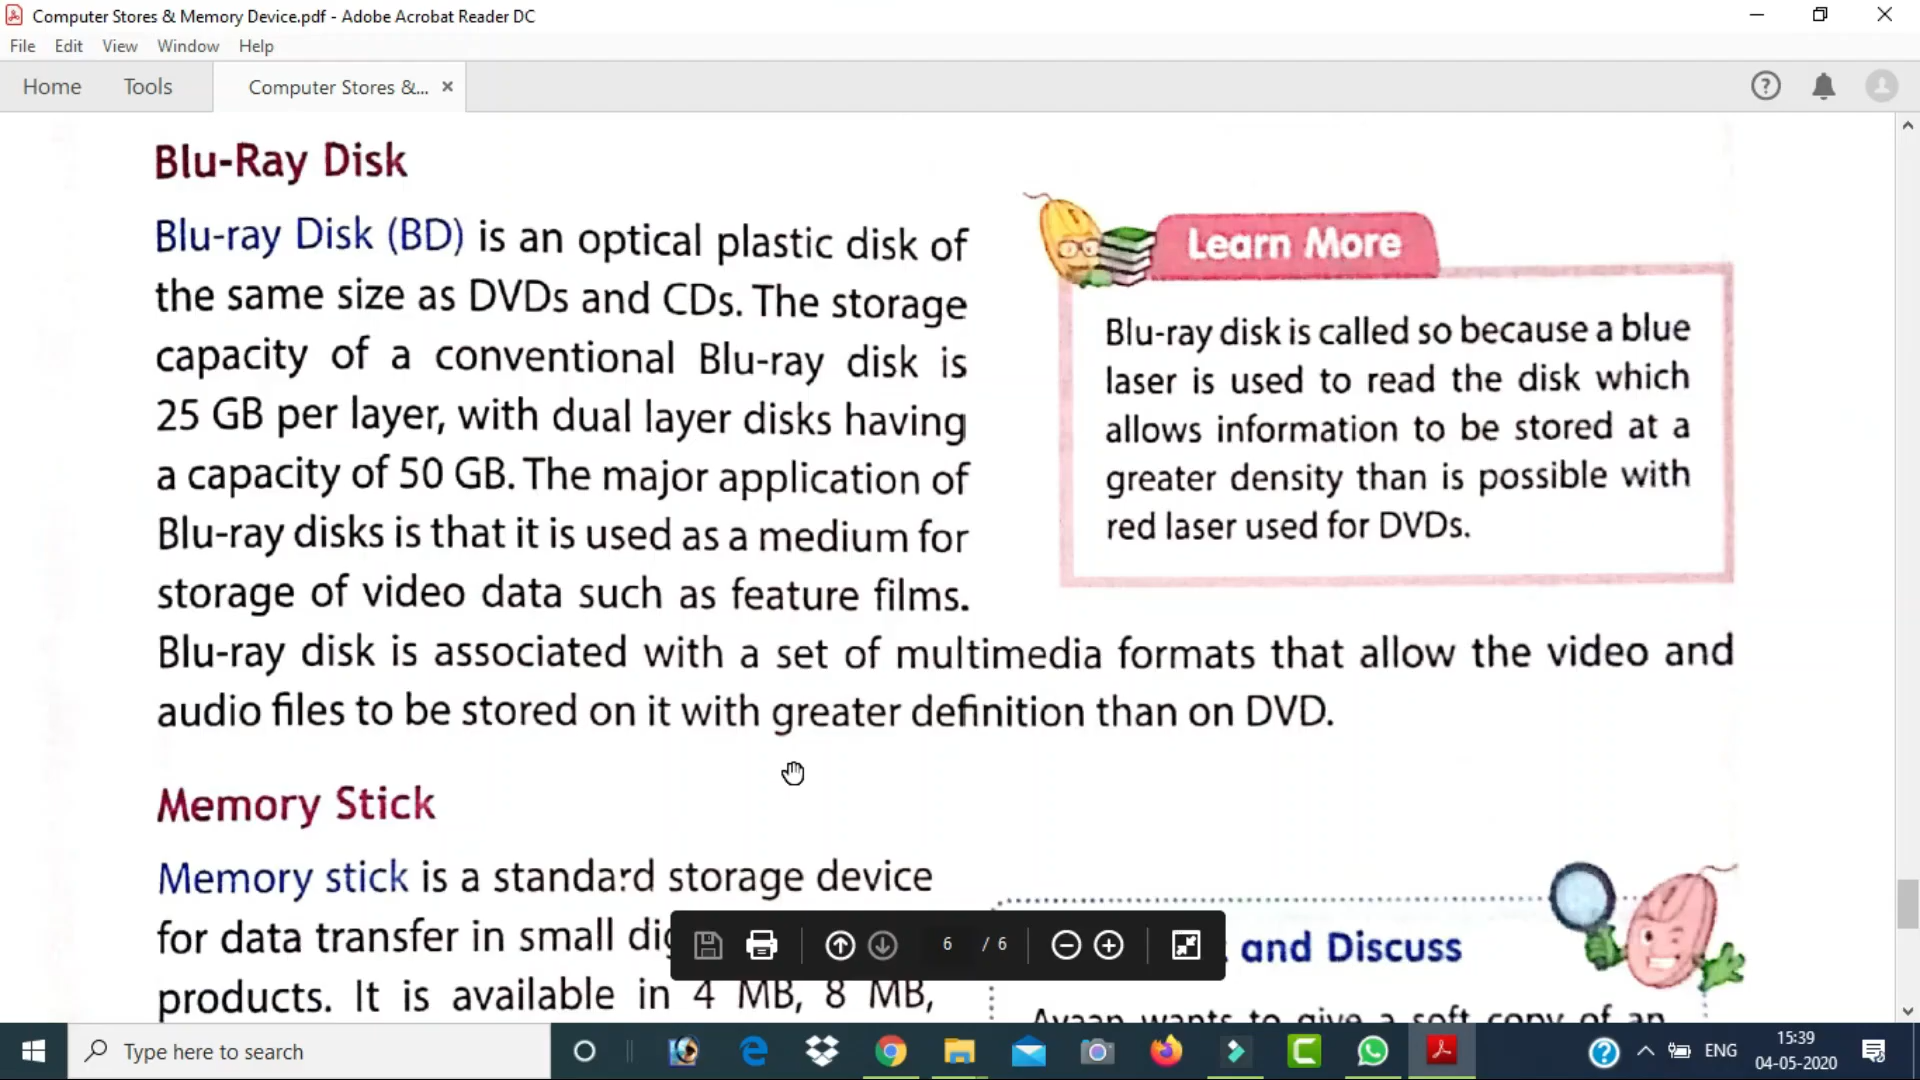 Computer Stores & Memory Device.pdf - Adobe Acrobat Reader DC
File Edit View Window Help
Home Tools Computer Stores &...
Blu-Ray Disk
Blu-ray Disk (BD) is an optical plastic disk of
the same size as DVDs and CDs. The storage
capacity of a conventional Blu-ray disk is
25 GB per layer, with dual layer disks having
a capacity of 50 GB. The major application of
Blu-ray disks is that it is used as a medium for
storage of video data such as feature films.
Blu-ray disk is associated with a set of multimedia formats that allow the video and
audio files to be stored on it with greater definition than on DVD.
Learn More
Blu-ray disk is called so because a blue
laser is used to read the disk which
allows information to be stored at a
greater density than is possible with
red laser used for DVDs.
Memory Stick
Memory stick is a standard storage device
for data transfer in small
products. It is available in 4 MB, 8 MB,
and Discuss
Ayaan wants to give a soft copy of an
6 / 6
Type here to search
ENG
15:39
04-05-2020